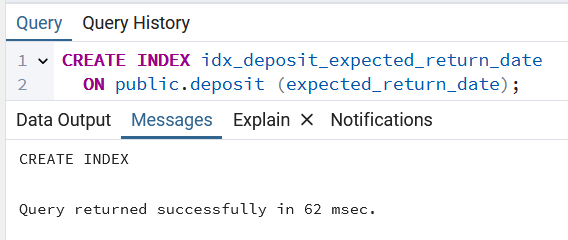 Query Query History
1 CREATE INDEX idx_deposit_expected_return_date
2 ON public.deposit (expected_return_date);
Data Output Messages Explain × Notifications
CREATE INDEX
Query returned successfully in 62 msec.